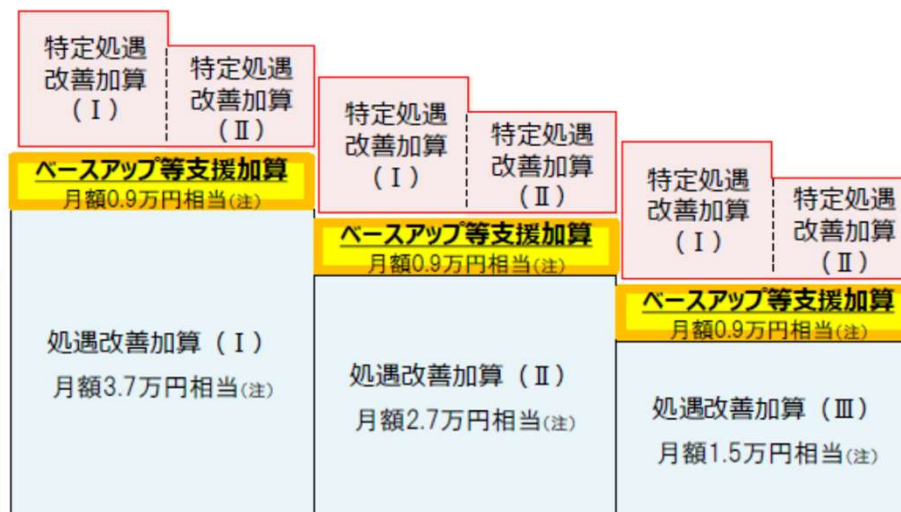 特定処遇
改善加算
（Ⅰ）
特定処遇
改善加算
（Ⅱ）
ベースアップ等支援加算
月額0.9万円相当(注)
処遇改善加算（Ⅰ）
月額3.7万円相当(注)
特定処遇
改善加算
（Ⅰ）
特定処遇
改善加算
（Ⅱ）
ベースアップ等支援加算
月額0.9万円相当(注)
処遇改善加算（Ⅱ）
月額2.7万円相当(注)
特定処遇
改善加算
（Ⅰ）
特定処遇
改善加算
（Ⅱ）
ベースアップ等支援加算
月額0.9万円相当(注)
処遇改善加算（Ⅲ）
月額1.5万円相当(注)